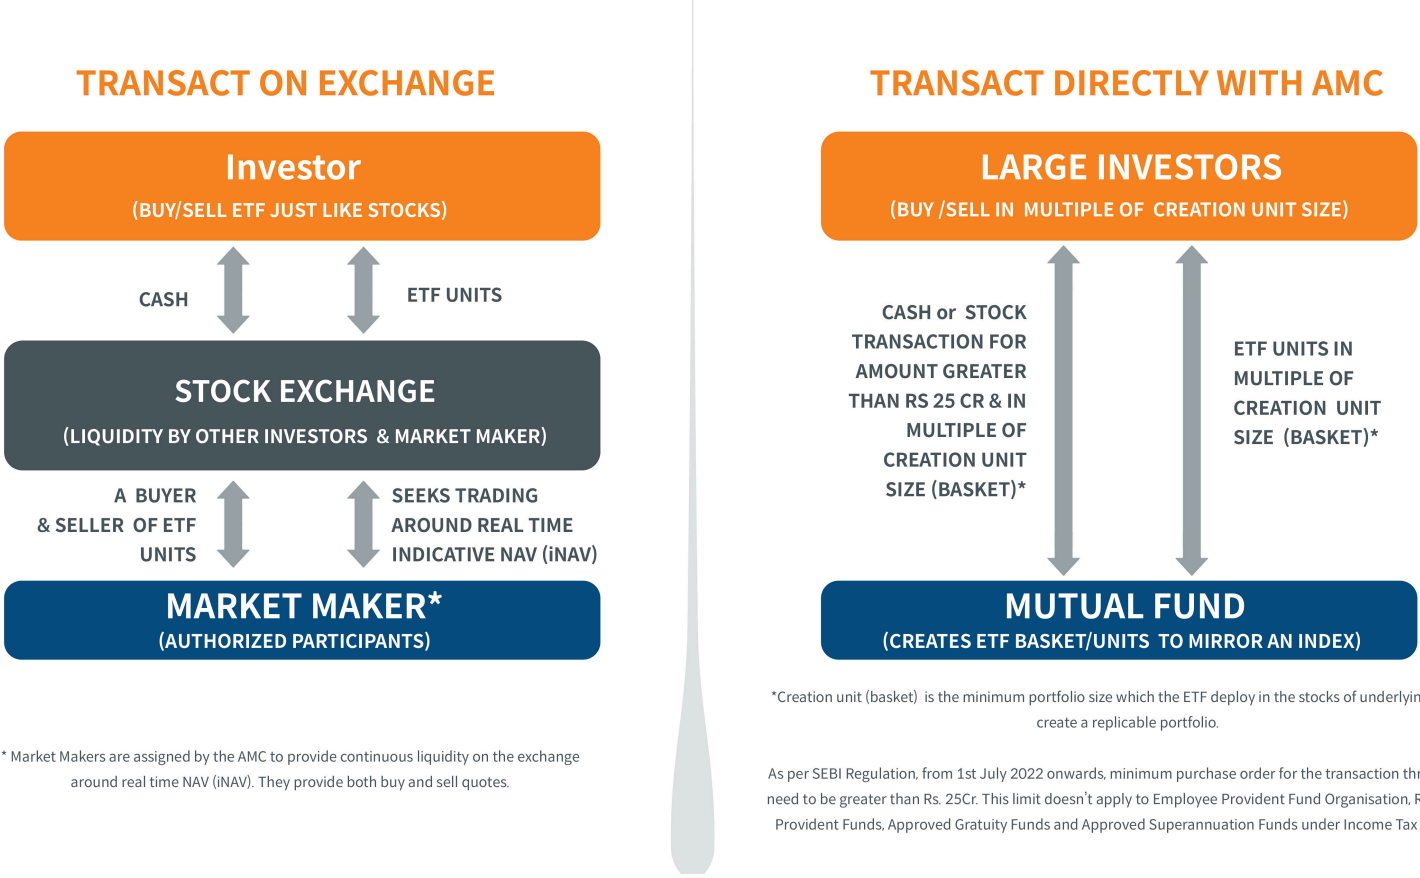 TRANSACT ON EXCHANGE
Investor
(BUY/SELL ETF JUST LIKE STOCKS)
CASH
ETF UNITS
STOCK EXCHANGE
(LIQUIDITY BY OTHER INVESTORS & MARKET MAKER)
A BUYER
& SELLER OF ETF
UNITS
SEEKS TRADING
AROUND REAL TIME
INDICATIVE NAV (iNAV)
MARKET MAKER*
(AUTHORIZED PARTICIPANTS)
* Market Makers are assigned by the AMC to provide continuous liquidity on the exchange
around real time NAV (iNAV). They provide both buy and sell quotes.
TRANSACT DIRECTLY WITH AMC
LARGE INVESTORS
(BUY /SELL IN MULTIPLE OF CREATION UNIT SIZE)
CASH or STOCK
TRANSACTION FOR
AMOUNT GREATER
THAN RS 25 CR & IN
MULTIPLE OF
CREATION UNIT
SIZE (BASKET)*
ETF UNITS IN
MULTIPLE OF
CREATION UNIT
SIZE (BASKET)*
MUTUAL FUND
(CREATES ETF BASKET/UNITS TO MIRROR AN INDEX)
*Creation unit (basket) is the minimum portfolio size which the ETF deploy in the stocks of
create a replicable portfolio.
As per SEBI Regulation, from 1st July 2022 onwards, minimum purchase order for the transaction
need to be greater than Rs. 25Cr. This limit doesn't apply to Employee Provident Fund Organisation,
Provident Funds, Approved Gratuity Funds and Approved Superannuation Funds under Income Tax